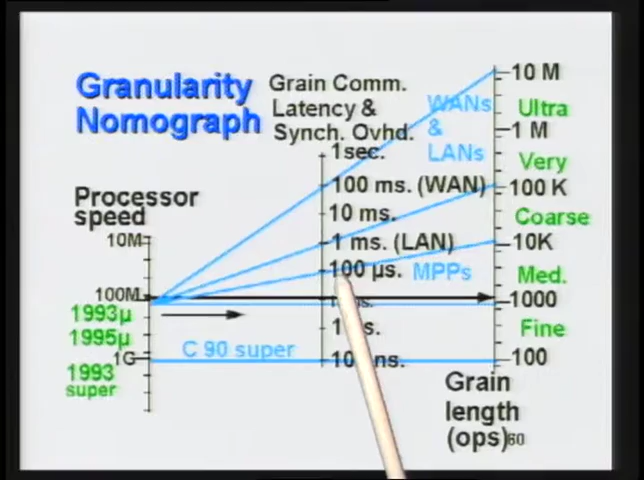 Granularity
Nomograph
Grain Comm.
Latency &
Synch. Ovhd.
WANs
&
LANs
Processor
speed
10M
100M
1G
1993µ
1995µ
1993
super
C 90 super
1sec.
100 ms. (WAN)
10 ms.
1 ms. (LAN)
100 µs.
MPPs
10 M
1 M
100 K
10K
1000
100
Ultra
Very
Coarse
Med.
Fine
Grain
length
(ops)
60